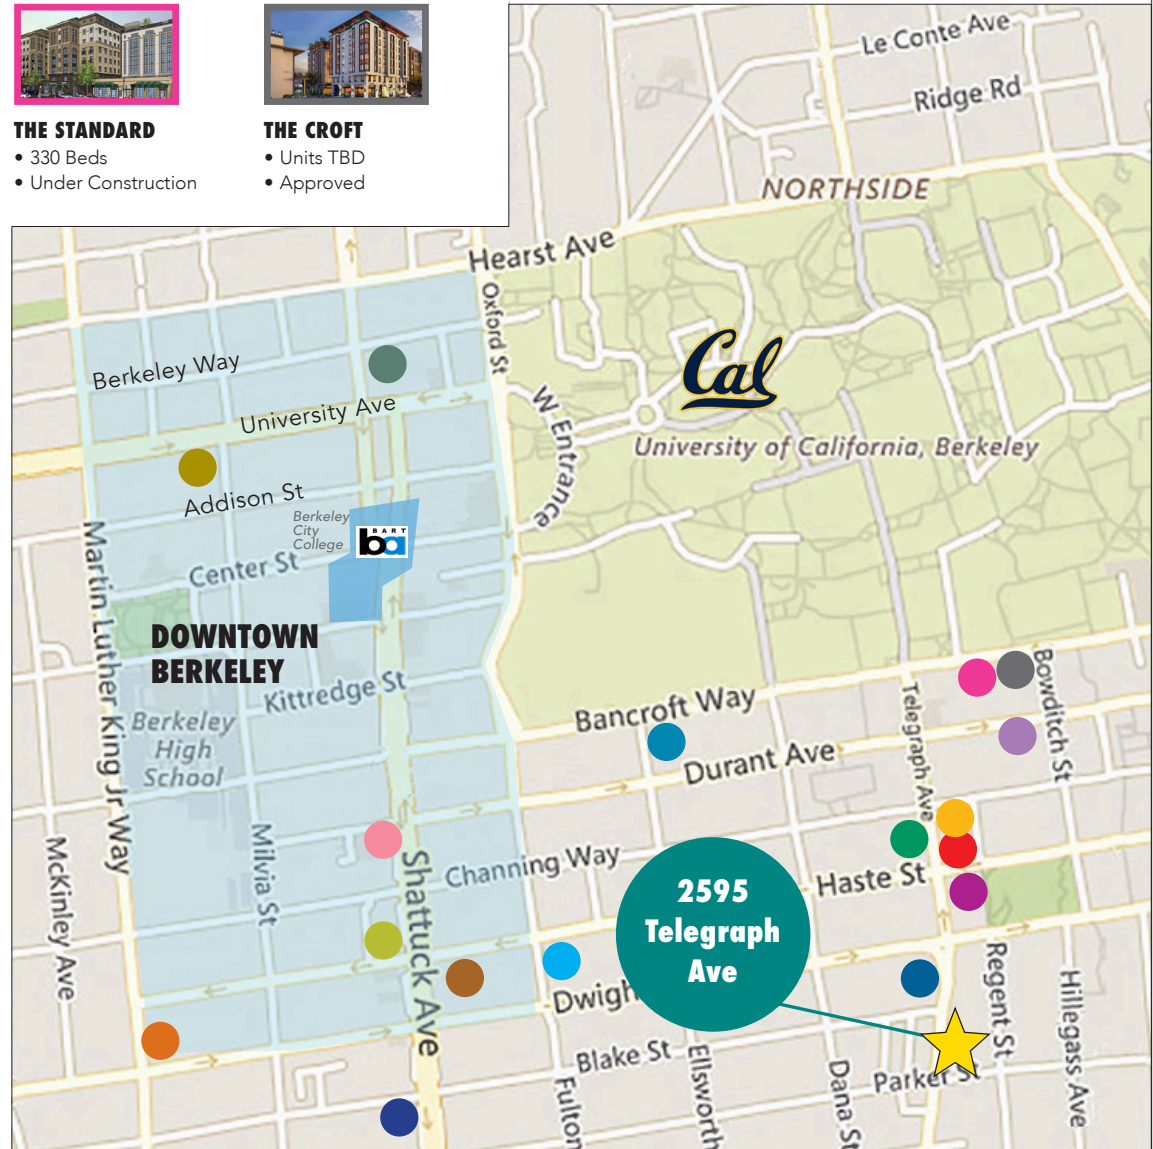 THE STANDARD
• 330 Beds
• Under Construction
THE CROFT
• Units TBD
• Approved
Le Conte Ave
Ridge Rd
NORTHSIDE
Hearst Ave
Oxford St
Berkeley Way
University Ave
W Entrance
Cal
University of California, Berkeley
Addison St
Berkeley
City
College
BART
ba
Center St
Martin Luther King Jr Way
DOWNTOWN
BERKELEY
Kittredge St
Berkeley
High
School
Bancroft Way
Durant Ave
Telegraph Ave
Bowditch St
McKinley Ave
Milvia St
Shattuck Ave
Channing Way
Haste St
2595
Telegraph
Ave
Dwigh
Regent St
Hillegass Ave
Blake St
Parker St
Fulton
Ellsworth
Dana St